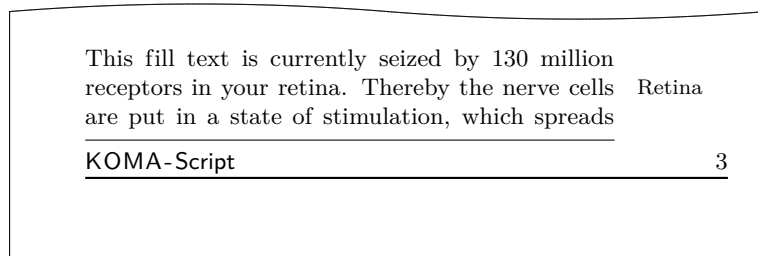 This fill text is currently seized by 130 million
receptors in your retina. Thereby the nerve cells Retina
are put in a state of stimulation, which spreads
KOMA-Script 3